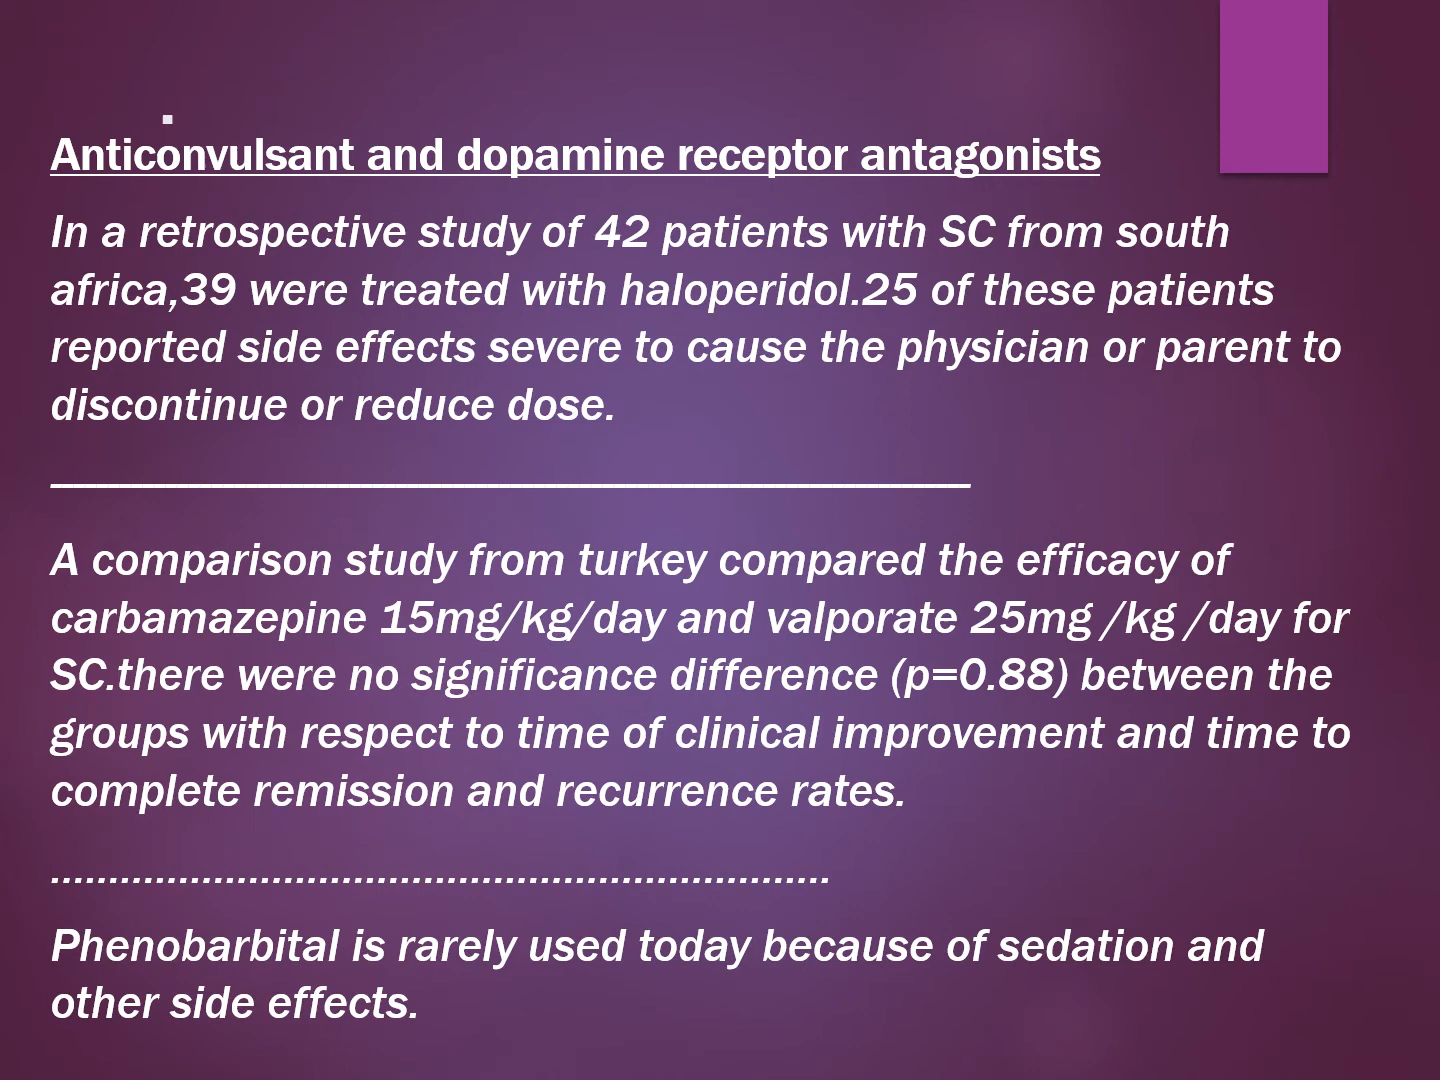 .
Anticonvulsant and dopamine receptor antagonists
In a retrospective study of 42 patients with SC from south
africa,39 were treated with haloperidol.25 of these patients
reported side effects severe to cause the physician or parent to
discontinue or reduce dose.
________________________________________
A comparison study from turkey compared the efficacy of
carbamazepine 15mg/kg/day and valporate 25mg /kg /day for
SC.there were no significance difference (p=0.88) between the
groups with respect to time of clinical improvement and time to
complete remission and recurrence rates.
……………………………………………………………
Phenobarbital is rarely used today because of sedation and
other side effects.